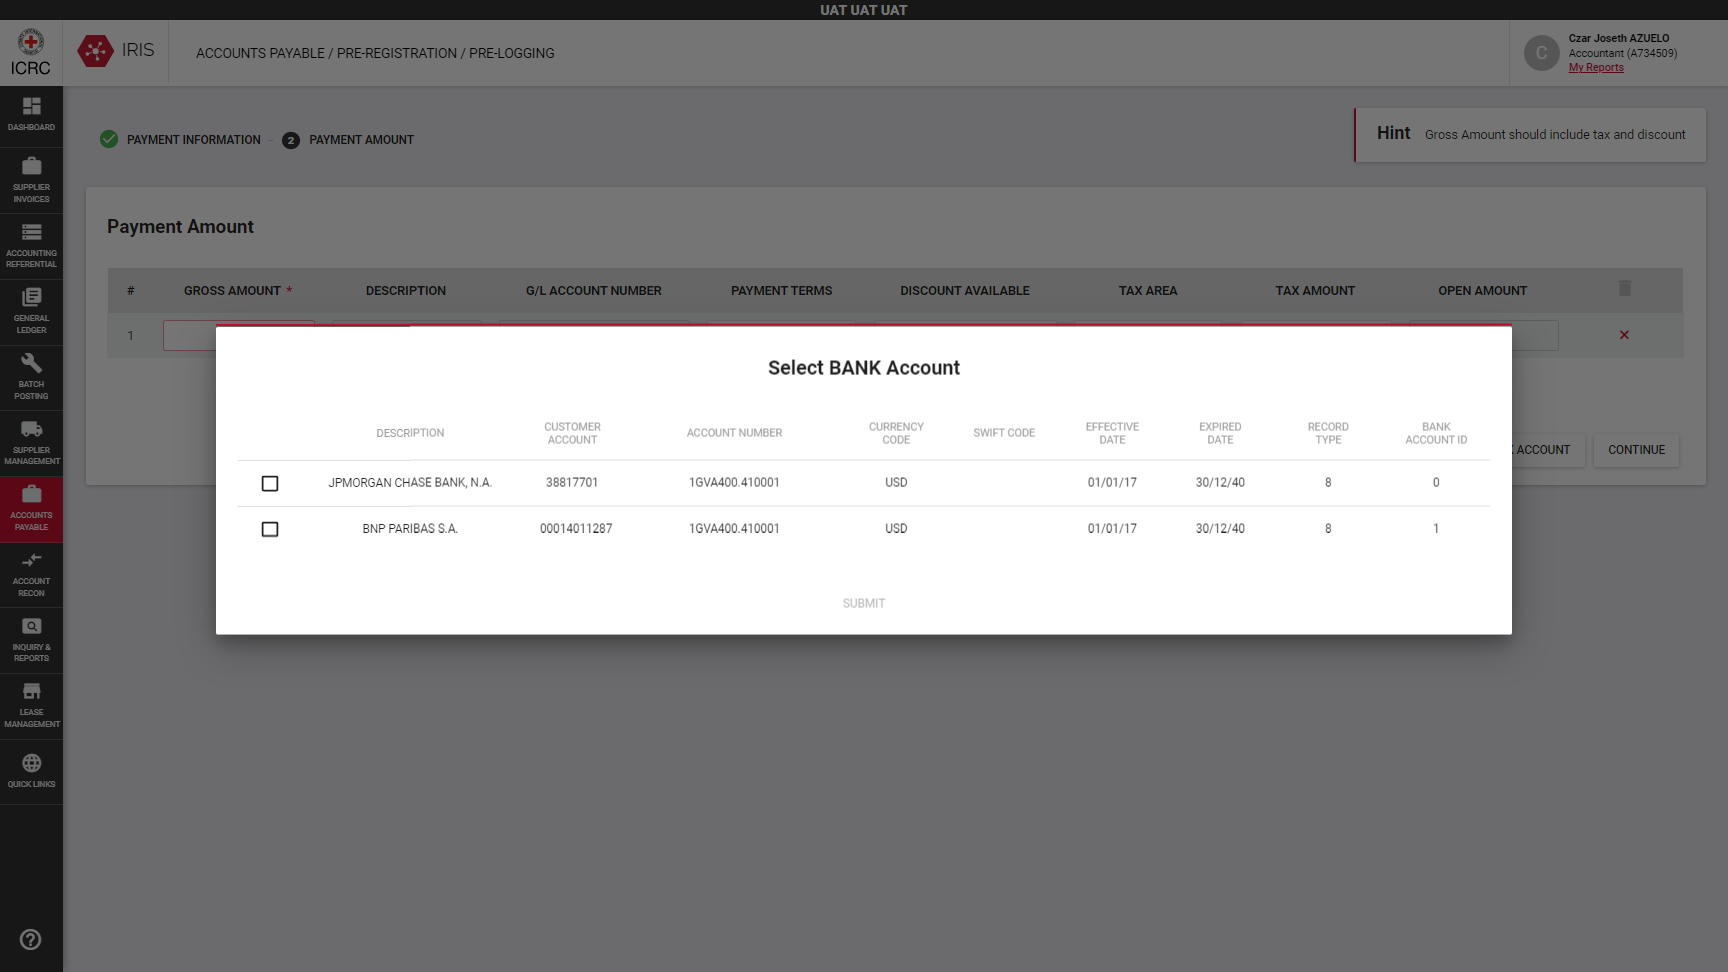 UAT UAT UAT
ICRC
IRIS
ACCOUNTS PAYABLE / PRE-REGISTRATION / PRE-LOGGING
C
Czar Joseth AZUELO
Accountant (A734509)
My Reports
DASHBOARD
SUPPLIER
INVOICES
ACCOUNTING
REFERENTIAL
GENERAL
LEDGER
BATCH
POSTING
SUPPLIER
MANAGEMENT
ACCOUNTS
PAYABLE
ACCOUNT
RECON
INQUIRY &
REPORTS
LEASE
MANAGEMENT
QUICK LINKS
PAYMENT INFORMATION
2 PAYMENT AMOUNT
Hint Gross Amount should include tax and discount
Payment Amount
# GROSS AMOUNT * DESCRIPTION G/L ACCOUNT NUMBER PAYMENT TERMS DISCOUNT AVAILABLE TAX AREA TAX AMOUNT OPEN AMOUNT
1
ACCOUNT CONTINUE
Select BANK Account
DESCRIPTION CUSTOMER ACCOUNT ACCOUNT NUMBER CURRENCY CODE SWIFT CODE EFFECTIVE DATE EXPIRED DATE RECORD TYPE BANK ACCOUNT ID
JPMORGAN CHASE BANK, N.A. 38817701 1GVA400.410001 USD 01/01/17 30/12/40 8 0
BNP PARIBAS S.A. 00014011287 1GVA400.410001 USD 01/01/17 30/12/40 8 1
SUBMIT